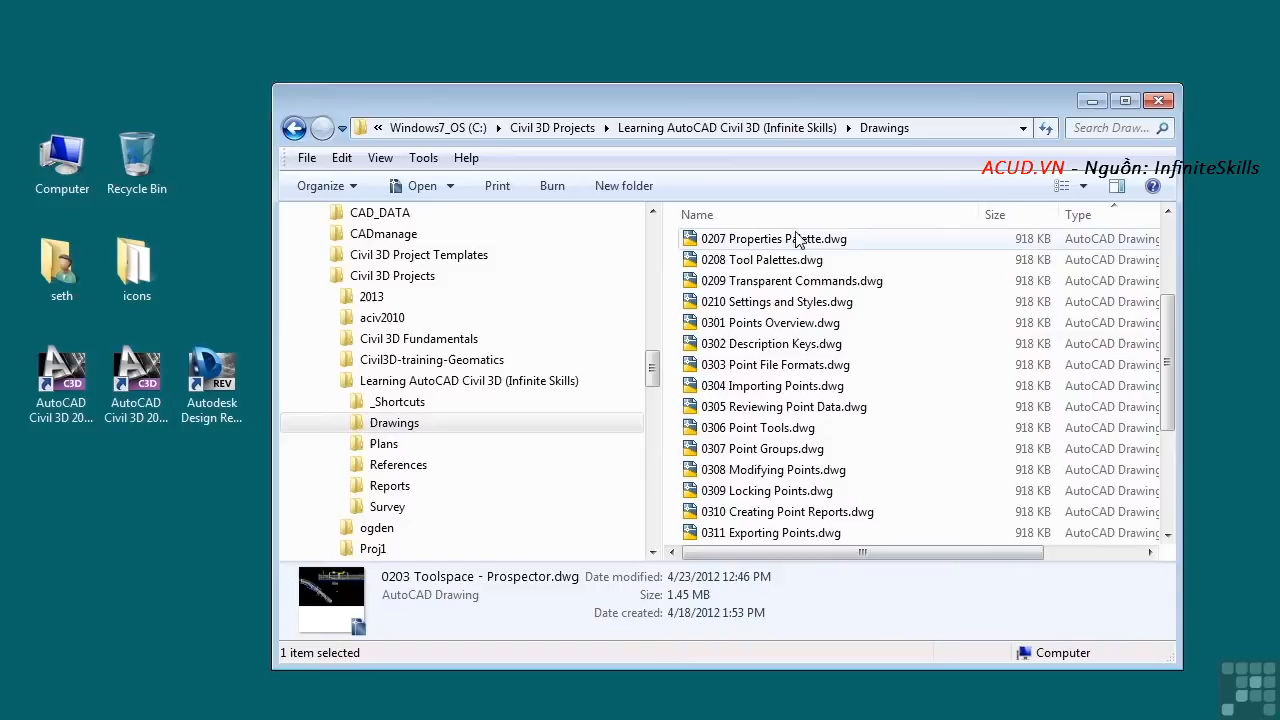 Computer
Recycle Bin
seth
icons
AutoCAD Civil 3D 20...
AutoCAD Civil 3D 20...
Autodesk Design Re...
A C3D
A C3D
REV
« Windows7_OS (C:) Civil 3D Projects Learning AutoCAD Civil 3D (Infinite Skills) Drawings
Search Draw...
File Edit View Tools Help
ACUD.VN - Nguồn: InfiniteSkills
Organize Open Print Burn New folder
CAD_DATA
CADmanage
Civil 3D Project Templates
Civil 3D Projects
2013
aciv2010
Civil 3D Fundamentals
Civil3D-training-Geomatics
Learning AutoCAD Civil 3D (Infinite Skills)
_Shortcuts
Drawings
Plans
References
Reports
Survey
ogden
Proj1
Name Size Type
0207 Properties Palette.dwg 918 KB AutoCAD Drawing
0208 Tool Palettes.dwg 918 KB AutoCAD Drawing
0209 Transparent Commands.dwg 918 KB AutoCAD Drawing
0210 Settings and Styles.dwg 918 KB AutoCAD Drawing
0301 Points Overview.dwg 918 KB AutoCAD Drawing
0302 Description Keys.dwg 918 KB AutoCAD Drawing
0303 Point File Formats.dwg 918 KB AutoCAD Drawing
0304 Importing Points.dwg 918 KB AutoCAD Drawing
0305 Reviewing Point Data.dwg 918 KB AutoCAD Drawing
0306 Point Tools.dwg 918 KB AutoCAD Drawing
0307 Point Groups.dwg 918 KB AutoCAD Drawing
0308 Modifying Points.dwg 918 KB AutoCAD Drawing
0309 Locking Points.dwg 918 KB AutoCAD Drawing
0310 Creating Point Reports.dwg 918 KB AutoCAD Drawing
0311 Exporting Points.dwg 918 KB AutoCAD Drawing
0203 Toolspace - Prospector.dwg Date modified: 4/23/2012 12:46 PM
AutoCAD Drawing Size: 1.45 MB
Date created: 4/18/2012 1:53 PM
1 item selected
Computer